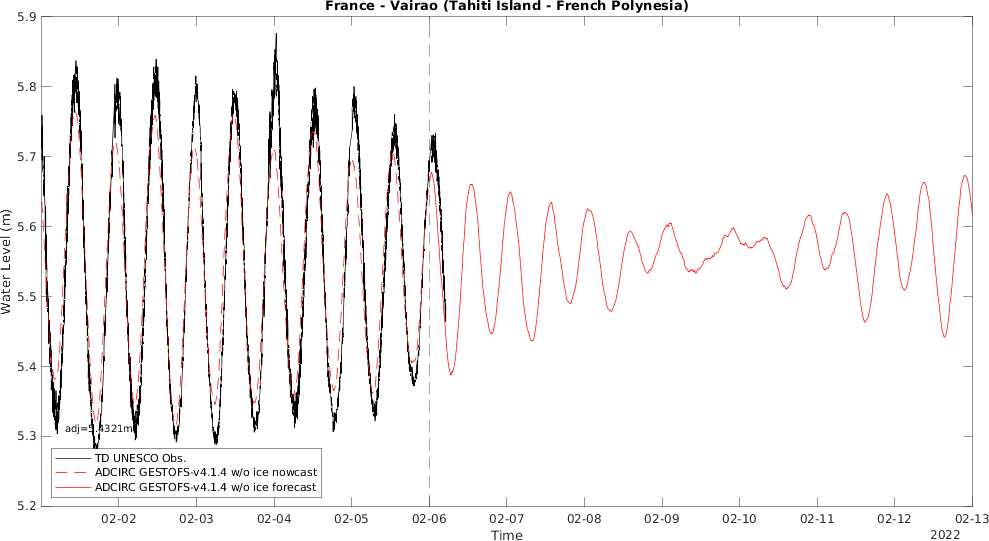 France - Vairao (Tahiti Island - French Polynesia)
5.9
5.8
5.7
5.6
5.5
5.4
5.3
5.2
Water Level (m)
adj=5.4321m
TD UNESCO Obs.
ADCIRC GESTOFS-v4.1.4 w/o ice nowcast
ADCIRC GESTOFS-v4.1.4 w/o ice forecast
02-02 02-03 02-04 02-05 02-06 02-07 02-08 02-09 02-10 02-11 02-12 02-13
Time
2022